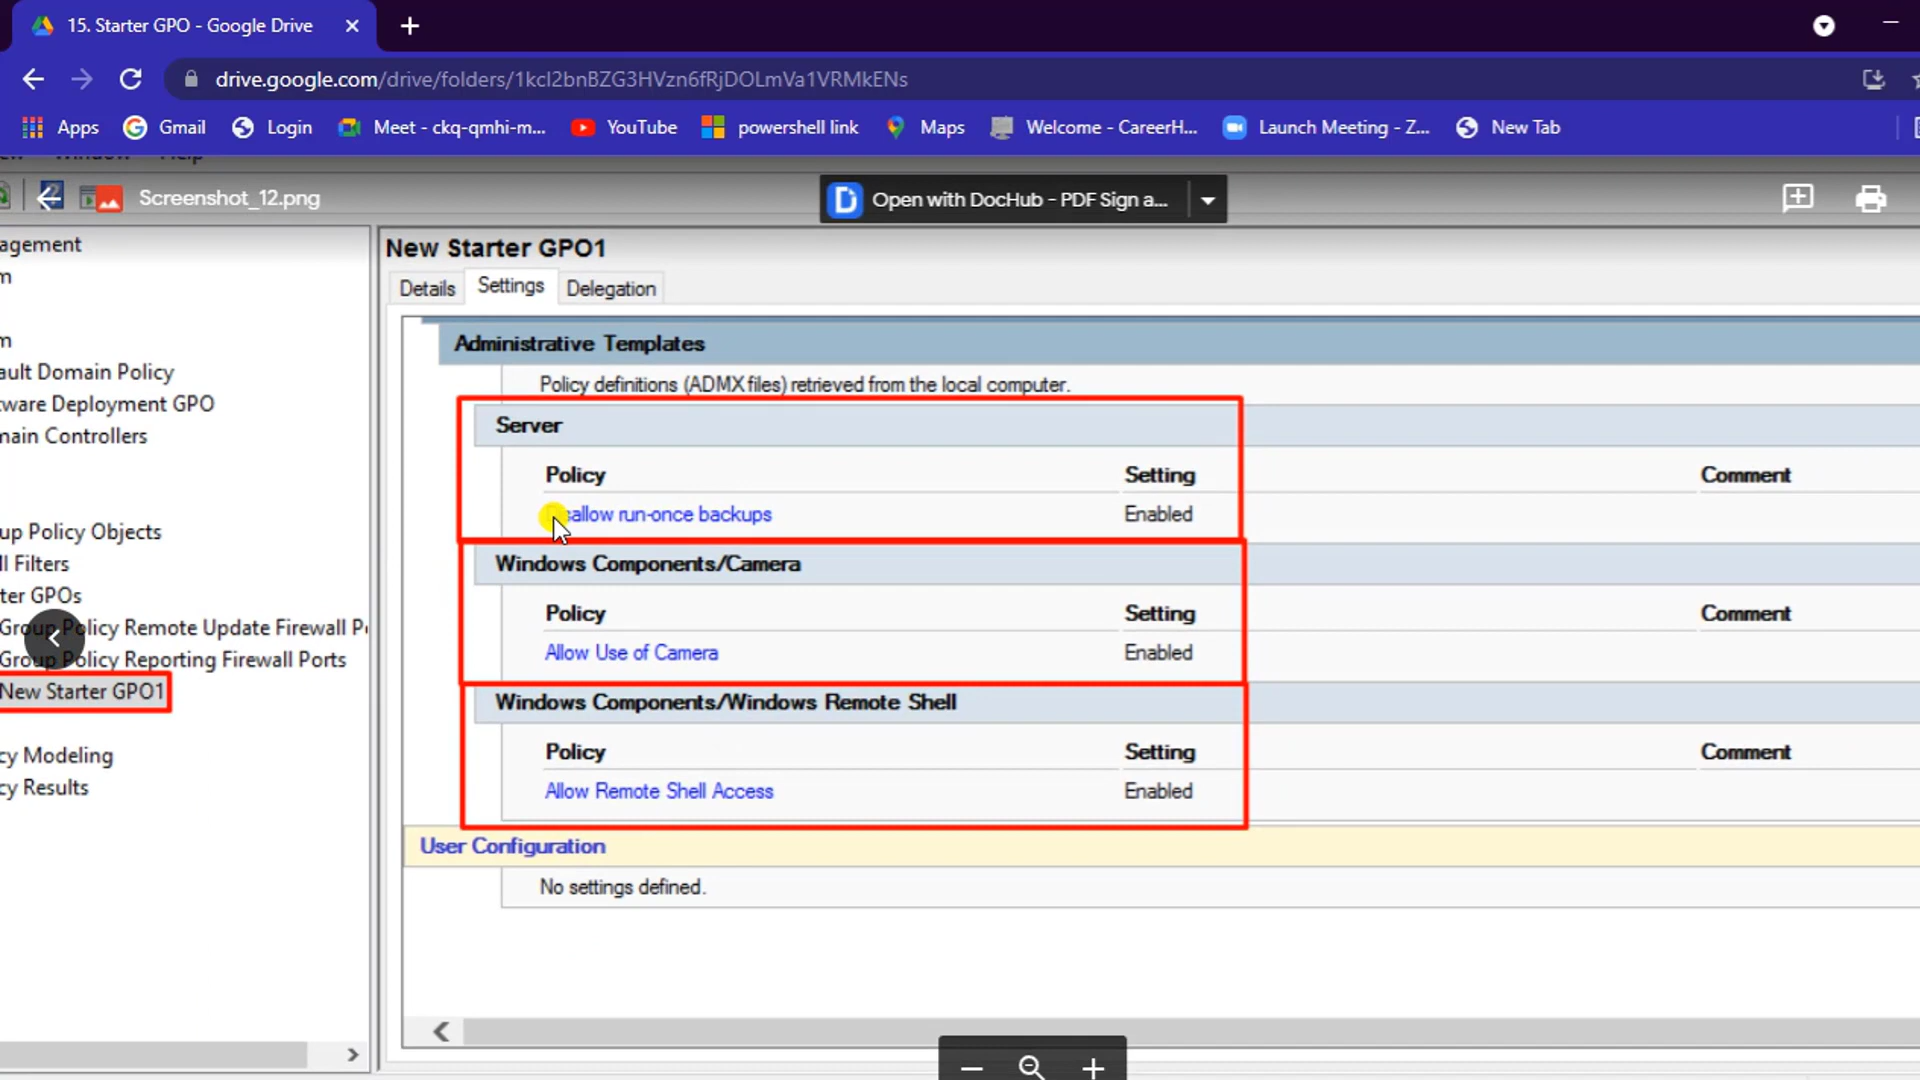 15. Starter GPO - Google Drive
drive.google.com/drive/folders/1kcl2bnBZG3HVzn6fRjDOLmVa1VRMkENs
Apps Gmail Login Meet - ckq-qmhi-m... YouTube powershell link Maps Welcome - CareerH... Launch Meeting - Z... New Tab
Screenshot_12.png
Open with DocHub - PDF Sign a...
agement
m
m
ault Domain Policy
tware Deployment GPO
main Controllers
up Policy Objects
I Filters
ter GPOs
Group Policy Remote Update Firewall P
Group Policy Reporting Firewall Ports
New Starter GPO1
cy Modeling
cy Results
New Starter GPO1
Details Settings Delegation
Administrative Templates
Policy definitions (ADMX files) retrieved from the local computer.
Server
Policy Setting Comment
sallow run-once backups Enabled
Windows Components/Camera
Policy Setting Comment
Allow Use of Camera Enabled
Windows Components/Windows Remote Shell
Policy Setting Comment
Allow Remote Shell Access Enabled
User Configuration
No settings defined.